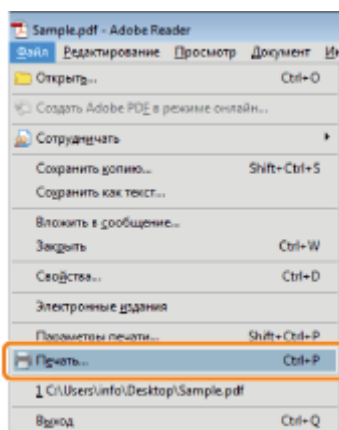 Sample.pdf - Adobe Reader
Файл Редактирование Просмотр Документ
Открыть... Ctrl+O
Создать Adobe PDF в режиме онлайн...
Сотрудничать
Сохранить копию... Shift+Ctrl+S
Сохранить как текст...
Вложить в сообщение...
Закрыть Ctrl+W
Свойства... Ctrl+D
Электронные издания
Параметры печати... Shift+Ctrl+P
Печать... Ctrl+P
1 C:\Users\info\Desktop\Sample.pdf
Выход Ctrl+Q